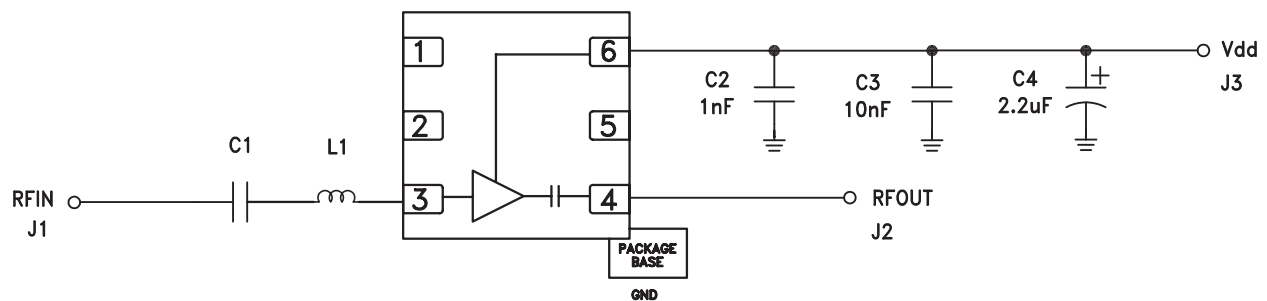 1
6
Vdd
J3
C2
1nF
C3
10nF
C4
+
2.2uF
2
5
C1
L1
RFIN
J1
3
4
RFOUT
J2
PACKAGE
BASE
GND